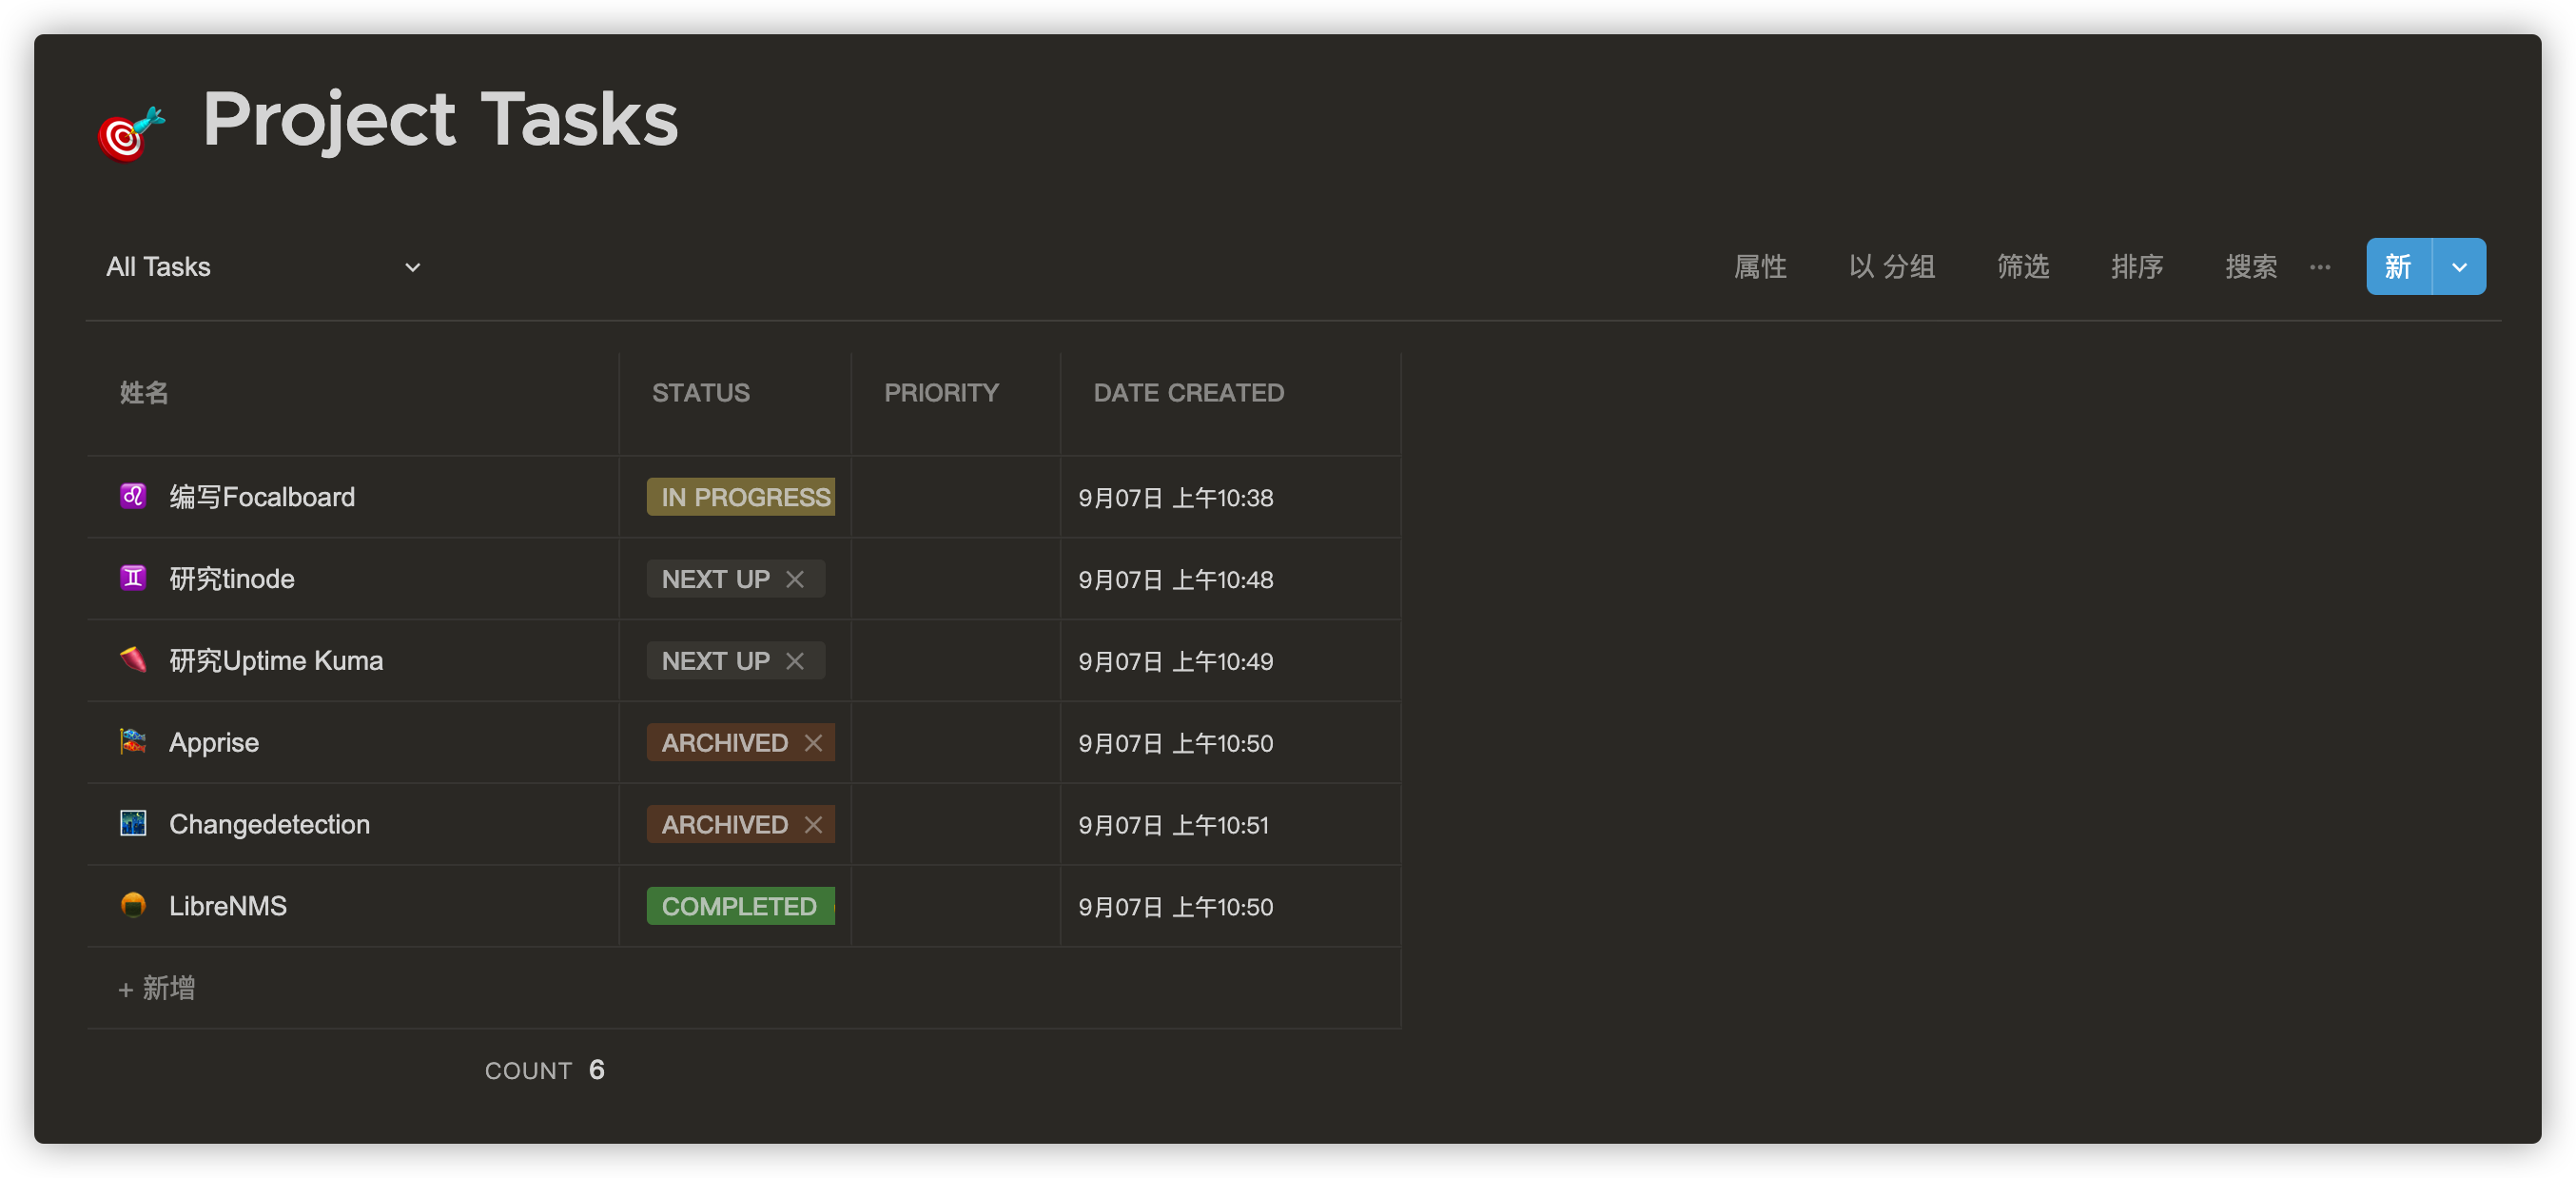 Project Tasks
All Tasks 属性 以 分组 筛选 排序 搜索 ··· 新
姓名 STATUS PRIORITY DATE CREATED
编写Focalboard IN PROGRESS 9月07日 上午10:38
研究tinode NEXT UP 9月07日 上午10:48
研究Uptime Kuma NEXT UP 9月07日 上午10:49
Apprise ARCHIVED 9月07日 上午10:50
Changedetection ARCHIVED 9月07日 上午10:51
LibreNMS COMPLETED 9月07日 上午10:50
+ 新增
COUNT 6